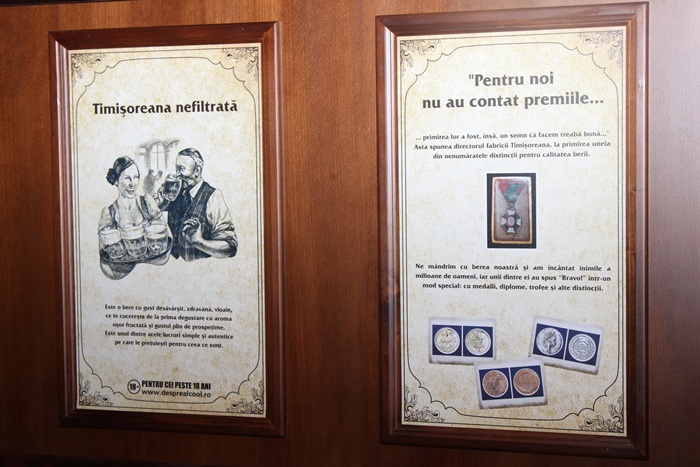 Timişoreana nefiltrată
Este o bere cu gust desăvârşit, zdravănă, vioaie,
ce te cucereşte de la prima degustare cu aroma
uşor fructată şi gustul plin de prospeţime.
Este unul dintre acele lucruri simple şi autentice
pe care le preţuieşti pentru ceea ce sunt.
18+ PENTRU CEI PESTE 18 ANI
www.desprealcool.ro
"Pentru noi
nu au contat premiile...
... primirea lor a fost, însă, un semn că facem treabă bună..."
Asta spunea directorul fabricii Timişoreana, la primirea uneia
din nenumăratele distincţii pentru calitatea berii.
Ne mândrim cu berea noastră şi am încântat inimile a
milioane de oameni, iar unii dintre ei au spus "Bravo!" într-un
mod special: cu medalii, diplome, trofee şi alte distincţii.